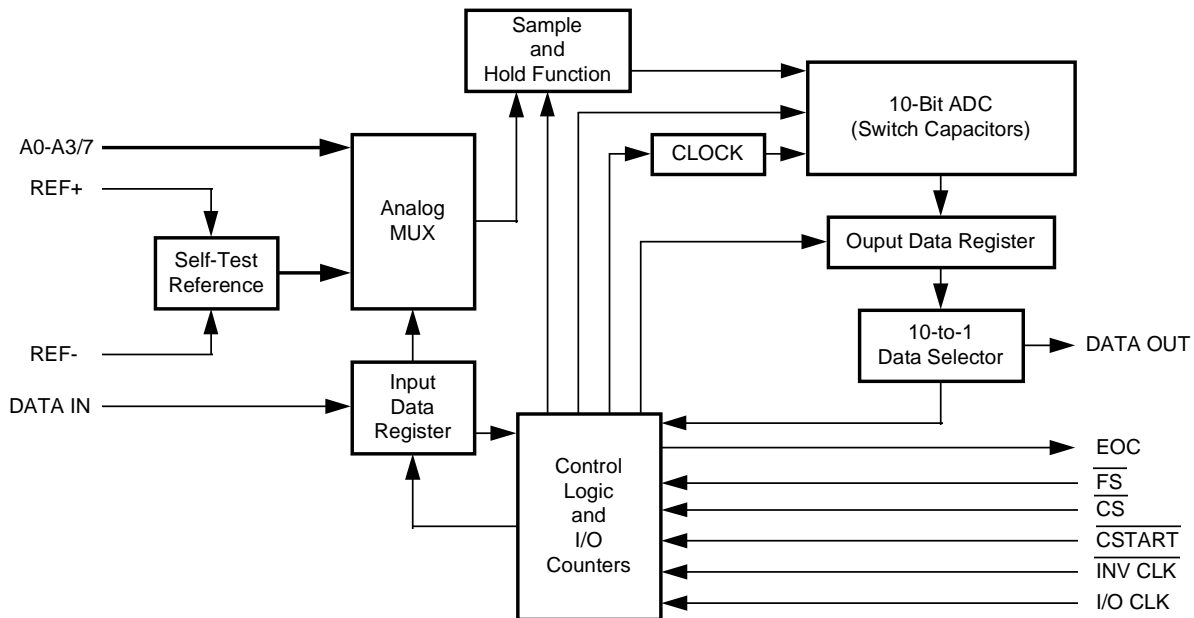 Sample
and
Hold Function
10-Bit ADC
(Switch Capacitors)
CLOCK
A0-A3/7
REF+
Analog
MUX
Self-Test
Reference
REF-
DATA IN
Input
Data
Register
Ouput Data Register
10-to-1
Data Selector
DATA OUT
Control
Logic
and
I/O
Counters
EOC
FS
CS
CSTART
INV CLK
I/O CLK